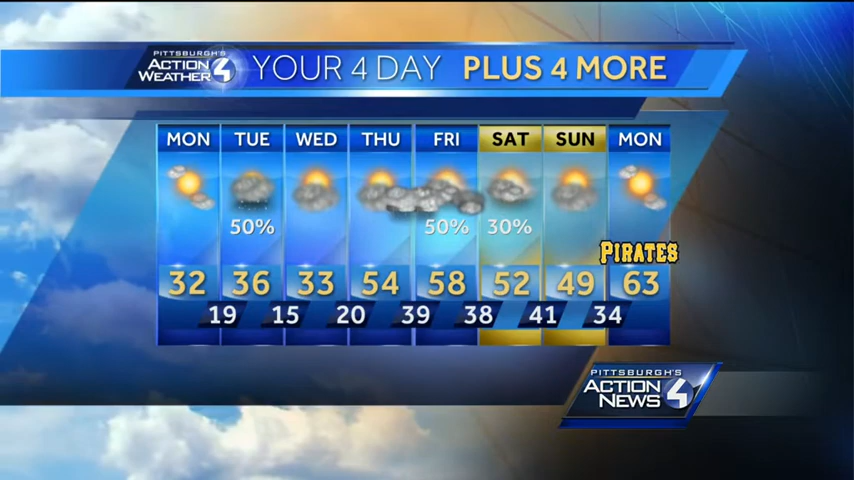 PITTSBURGH'S
ACTION
WEATHER 4
YOUR 4 DAY PLUS 4 MORE
MON TUE WED THU FRI SAT SUN MON
50% 50% 30%
PIRATES
32 36 33 54 58 52 49 63
19 15 20 39 38 41 34
PITTSBURGH'S
ACTION
NEWS 4